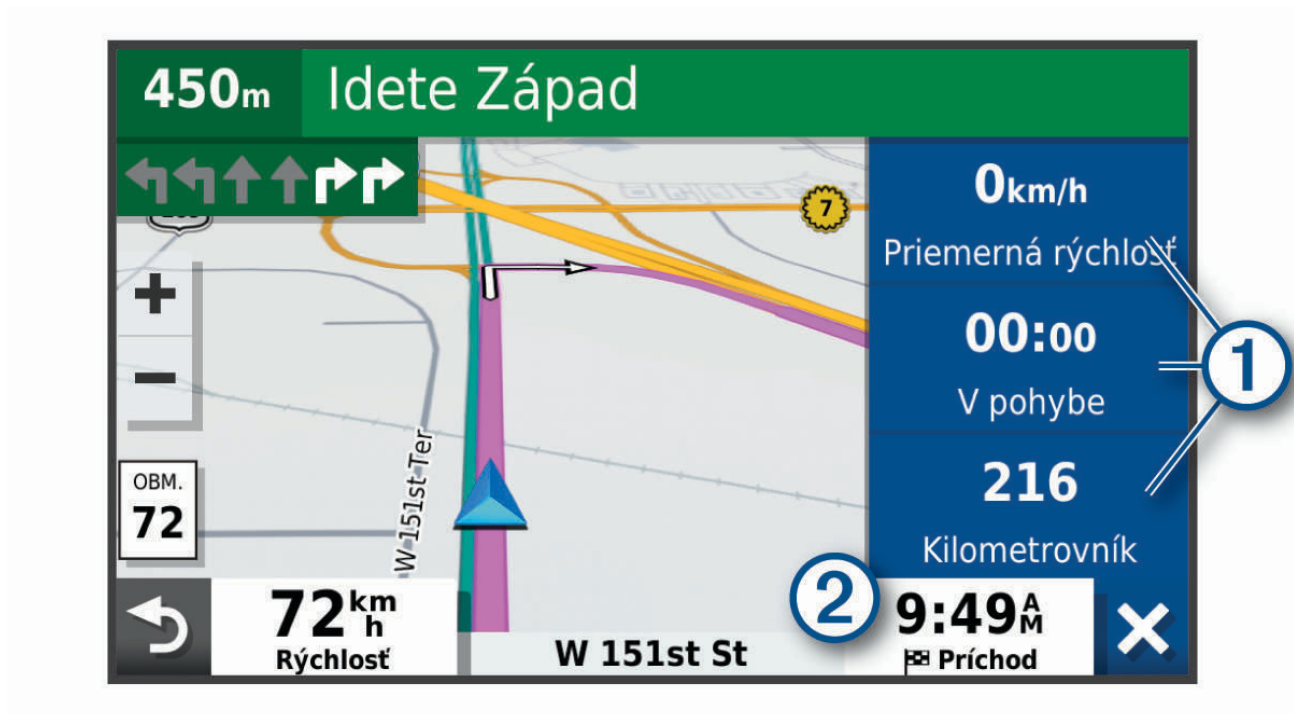 450m Idete Západ
7
0km/h
Priemerná rýchlosť
00:00
V pohybe
216
Kilometrovník
1
W 151st Ter
OBM.
72
72 km h
Rýchlosť
W 151st St
2
9:49 AM
Príchod